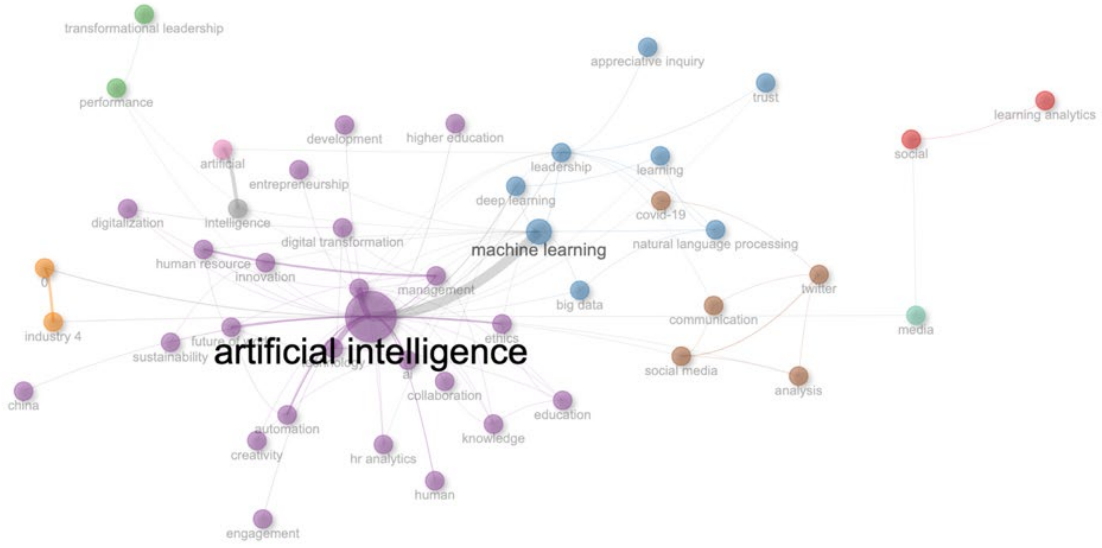 transformational leadership
appreciative inquiry
trust
performance
learning analytics
development
higher education
social
artificial
leadership
learning
entrepreneurship
deep learning
covid-19
digitalization
intelligence
digital transformation
machine learning
natural language processing
human resource
innovation
management
0
twitter
big data
communication
media
industry 4
future of
ethics
sustainability
artificial intelligence
technology
ai
social media
collaboration
analysis
china
education
automation
knowledge
creativity
hr analytics
human
engagement